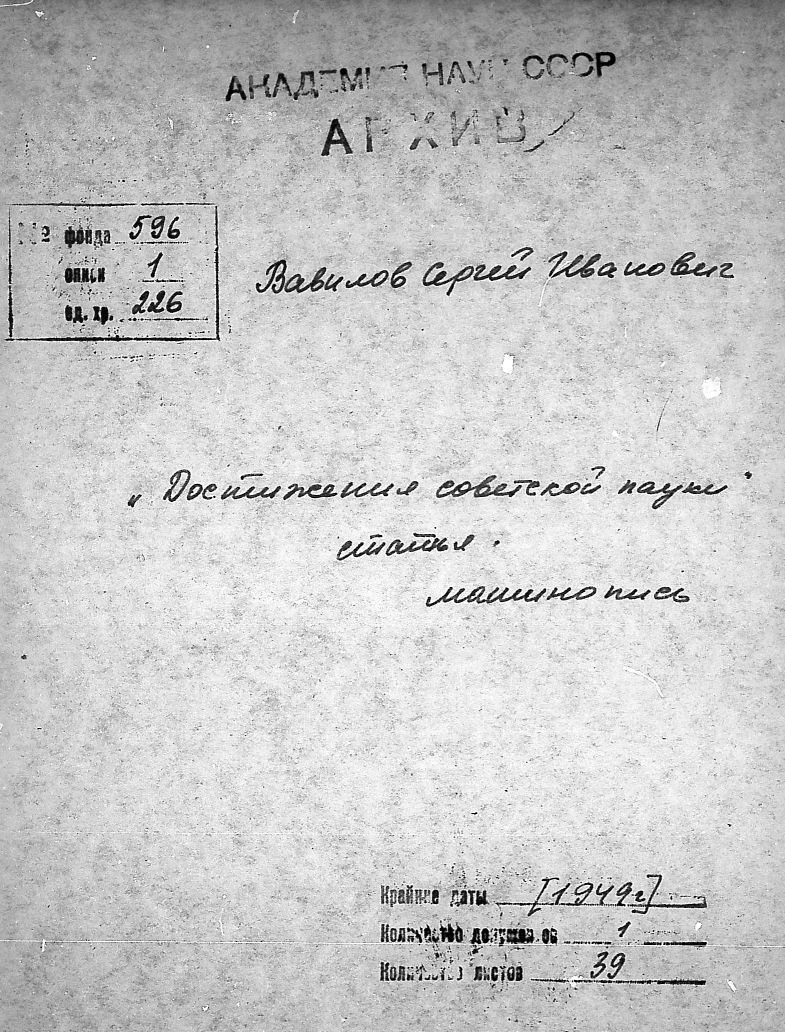 АКАДЕМИЯ НАУК СССР
АРХИВ
№ фонда 596
описи 1
ед. хр. 226
Вавилов Сергей Иванович
„Достижения советской науки"
статья.
машинопись
Крайние даты [1949г]
Количество документов 1
Количество листов 39